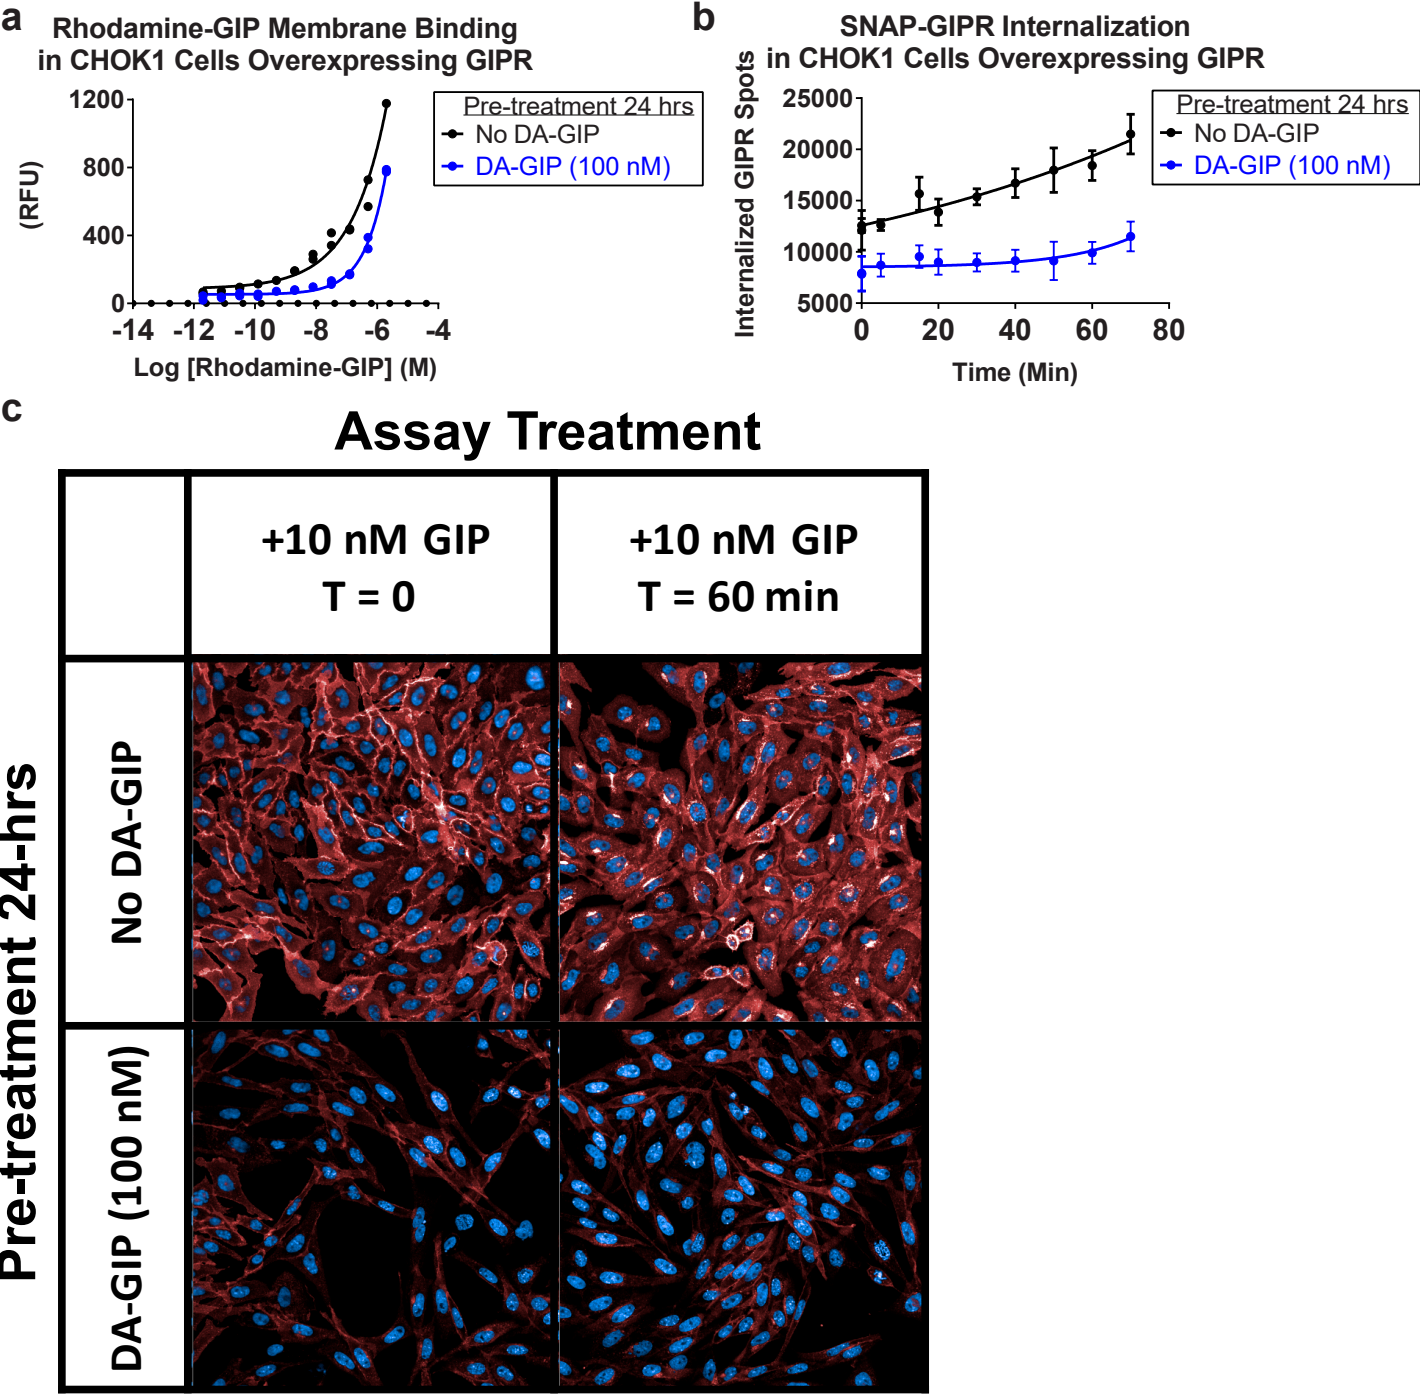 a
Rhodamine-GIP Membrane Binding
in CHOK1 Cells Overexpressing GIPR
(RFU)
1200
800
400
0
-14 -12 -10 -8 -6 -4
Log [Rhodamine-GIP] (M)
Pre-treatment 24 hrs
No DA-GIP
DA-GIP (100 nM)
b
SNAP-GIPR Internalization
in CHOK1 Cells Overexpressing GIPR
Internalized GIPR Spots
25000
20000
15000
10000
5000
0 20 40 60 80
Time (Min)
Pre-treatment 24 hrs
No DA-GIP
DA-GIP (100 nM)
c
Assay Treatment
+10 nM GIP
T = 0
+10 nM GIP
T = 60 min
Pre-treatment 24-hrs
No DA-GIP
DA-GIP (100 nM)